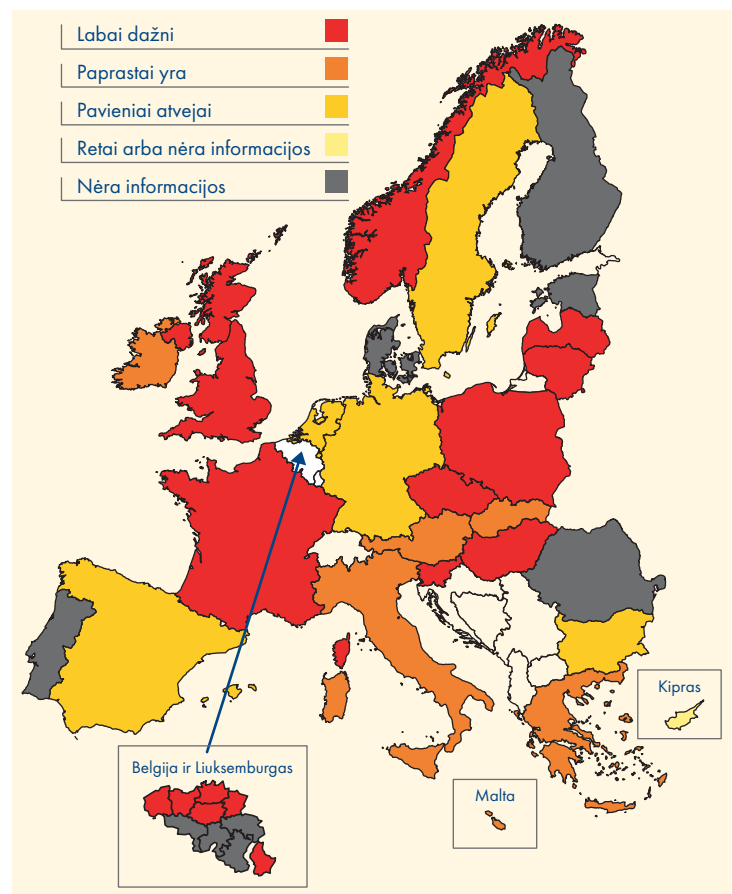 Labai dažni
Paprastai yra
Pavieniai atvejai
Retai arba nėra informacijos
Nėra informacijos
Kipras
Belgija ir Liuksemburgas
Malta